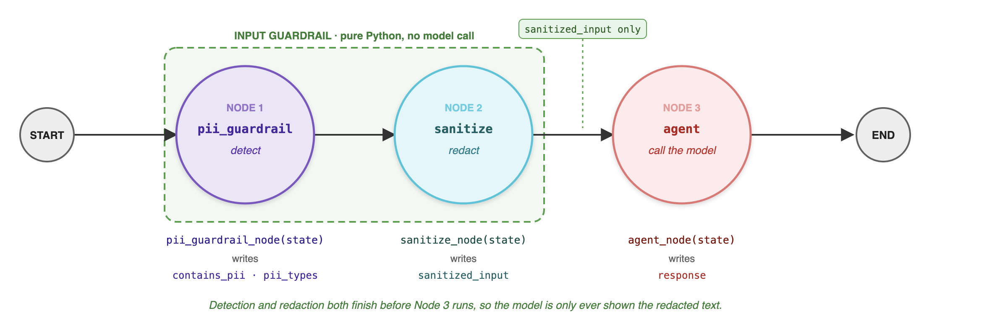 sanitized_input only
INPUT GUARDRAIL · pure Python, no model call
START
NODE 1
pii_guardrail
detect
NODE 2
sanitize
redact
NODE 3
agent
call the model
END
pii_guardrail_node(state)
writes
contains_pii · pii_types
sanitize_node(state)
writes
sanitized_input
agent_node(state)
writes
response
Detection and redaction both finish before Node 3 runs, so the model is only ever shown the redacted text.